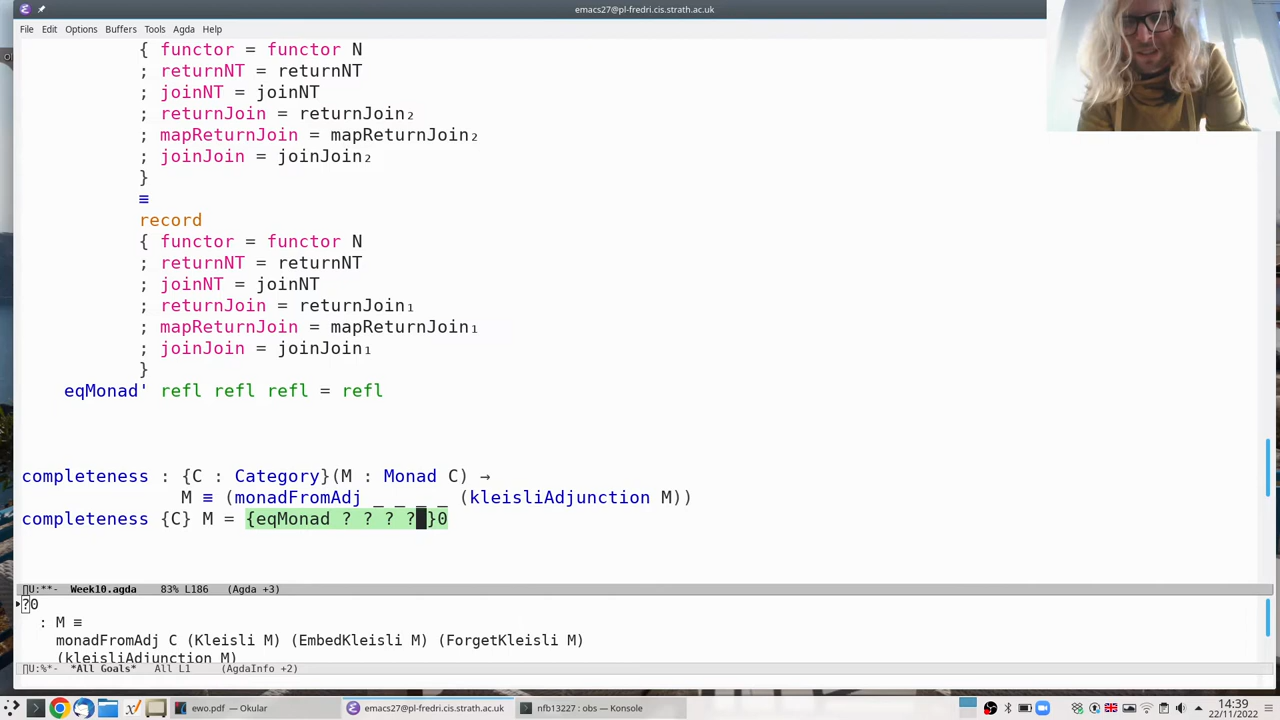 emacs27@pl-fredri.cis.strath.ac.uk
File Edit Options Buffers Tools Agda Help
{ functor = functor N
; returnNT = returnNT
; joinNT = joinNT
; returnJoin = returnJoin₂
; mapReturnJoin = mapReturnJoin₂
; joinJoin = joinJoin₂
}
≡
record
{ functor = functor N
; returnNT = returnNT
; joinNT = joinNT
; returnJoin = returnJoin₁
; mapReturnJoin = mapReturnJoin₁
; joinJoin = joinJoin₁
}
eqMonad' refl refl refl = refl
completeness : {C : Category}(M : Monad C) →
M ≡ (monadFromAdj _ _ _ _ (kleisliAdjunction M))
completeness {C} M = {eqMonad ? ? ? ? }0
∏U:**- Week10.agda 83% L186 (Agda +3)
?0
: M ≡
monadFromAdj C (Kleisli M) (EmbedKleisli M) (ForgetKleisli M)
(kleisliAdjunction M)
∏U:%*- *All Goals* All L1 (AgdaInfo +2)
ewo.pdf — Okular
emacs27@pl-fredri.cis.strath.ac.uk
nfb13227 : obs — Konsole
14:39
22/11/2022